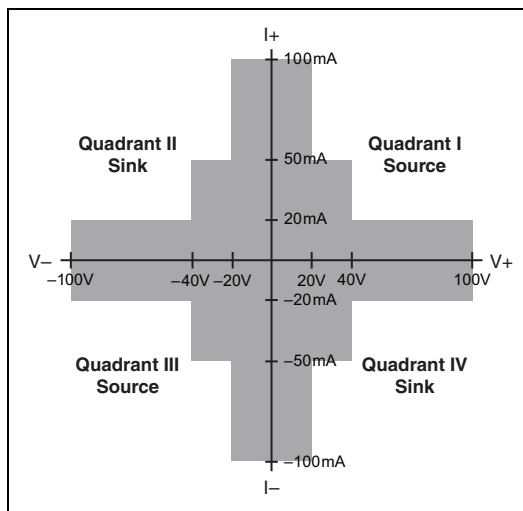 I+
100mA
Quadrant II
Sink
Quadrant I
Source
50mA
20mA
V–
V+
–100V
–40V
–20V
20V
40V
100V
–20mA
Quadrant III
Source
–50mA
Quadrant IV
Sink
–100mA
I–